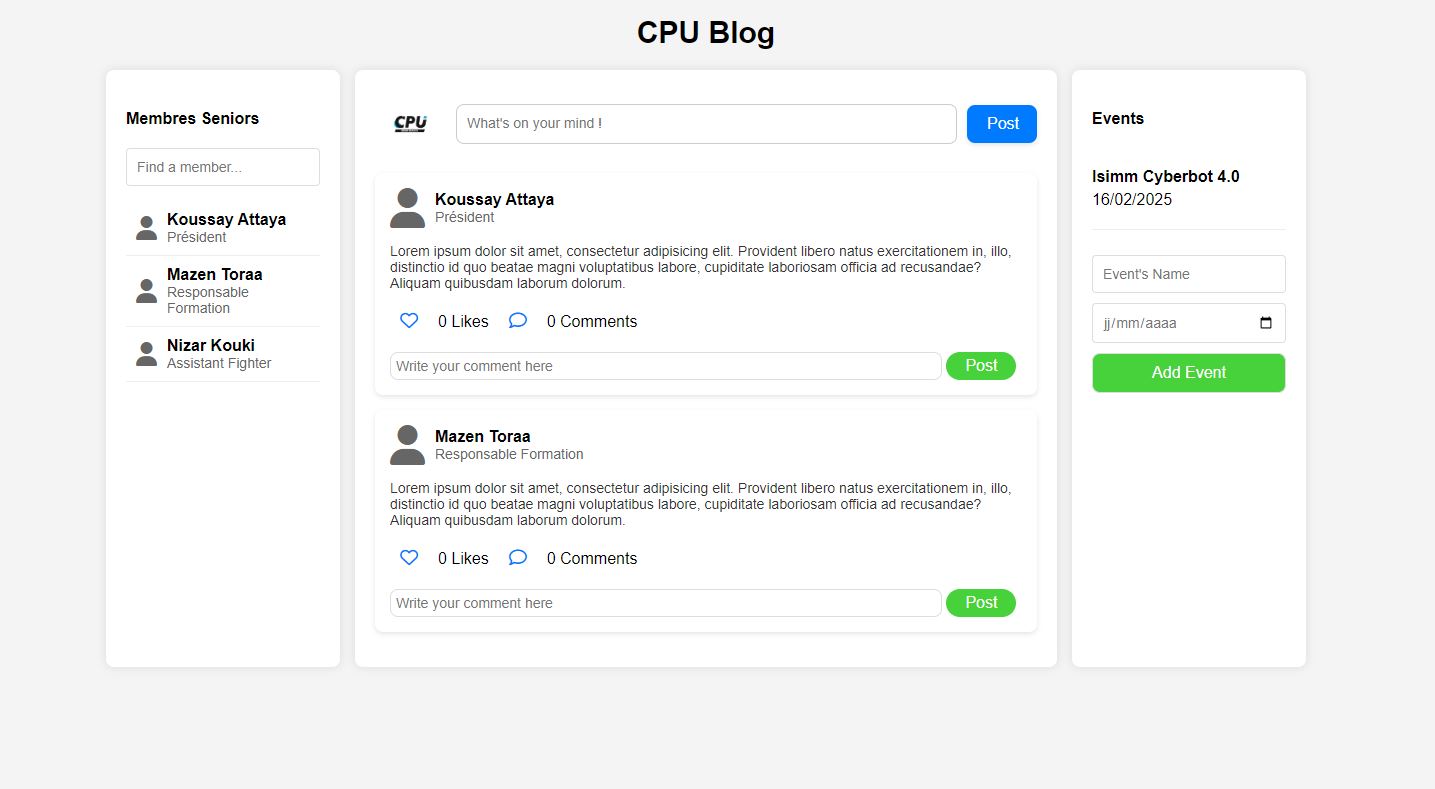 CPU Blog
Membres Seniors
Find a member...
Koussay Attaya
Président
Mazen Toraa
Responsable
Formation
Nizar Kouki
Assistant Fighter
CPU
What's on your mind !
Post
Koussay Attaya
Président
Lorem ipsum dolor sit amet, consectetur adipisicing elit. Provident libero natus exercitationem in, illo,
distinctio id quo beatae magni voluptatibus labore, cupiditate laboriosam officia ad recusandae?
Aliquam quibusdam laborum dolorum.
0 Likes 0 Comments
Write your comment here
Post
Mazen Toraa
Responsable Formation
Lorem ipsum dolor sit amet, consectetur adipisicing elit. Provident libero natus exercitationem in, illo,
distinctio id quo beatae magni voluptatibus labore, cupiditate laboriosam officia ad recusandae?
Aliquam quibusdam laborum dolorum.
0 Likes 0 Comments
Write your comment here
Post
Events
Isimm Cyberbot 4.0
16/02/2025
Event's Name
jj/mm/aaaa
Add Event